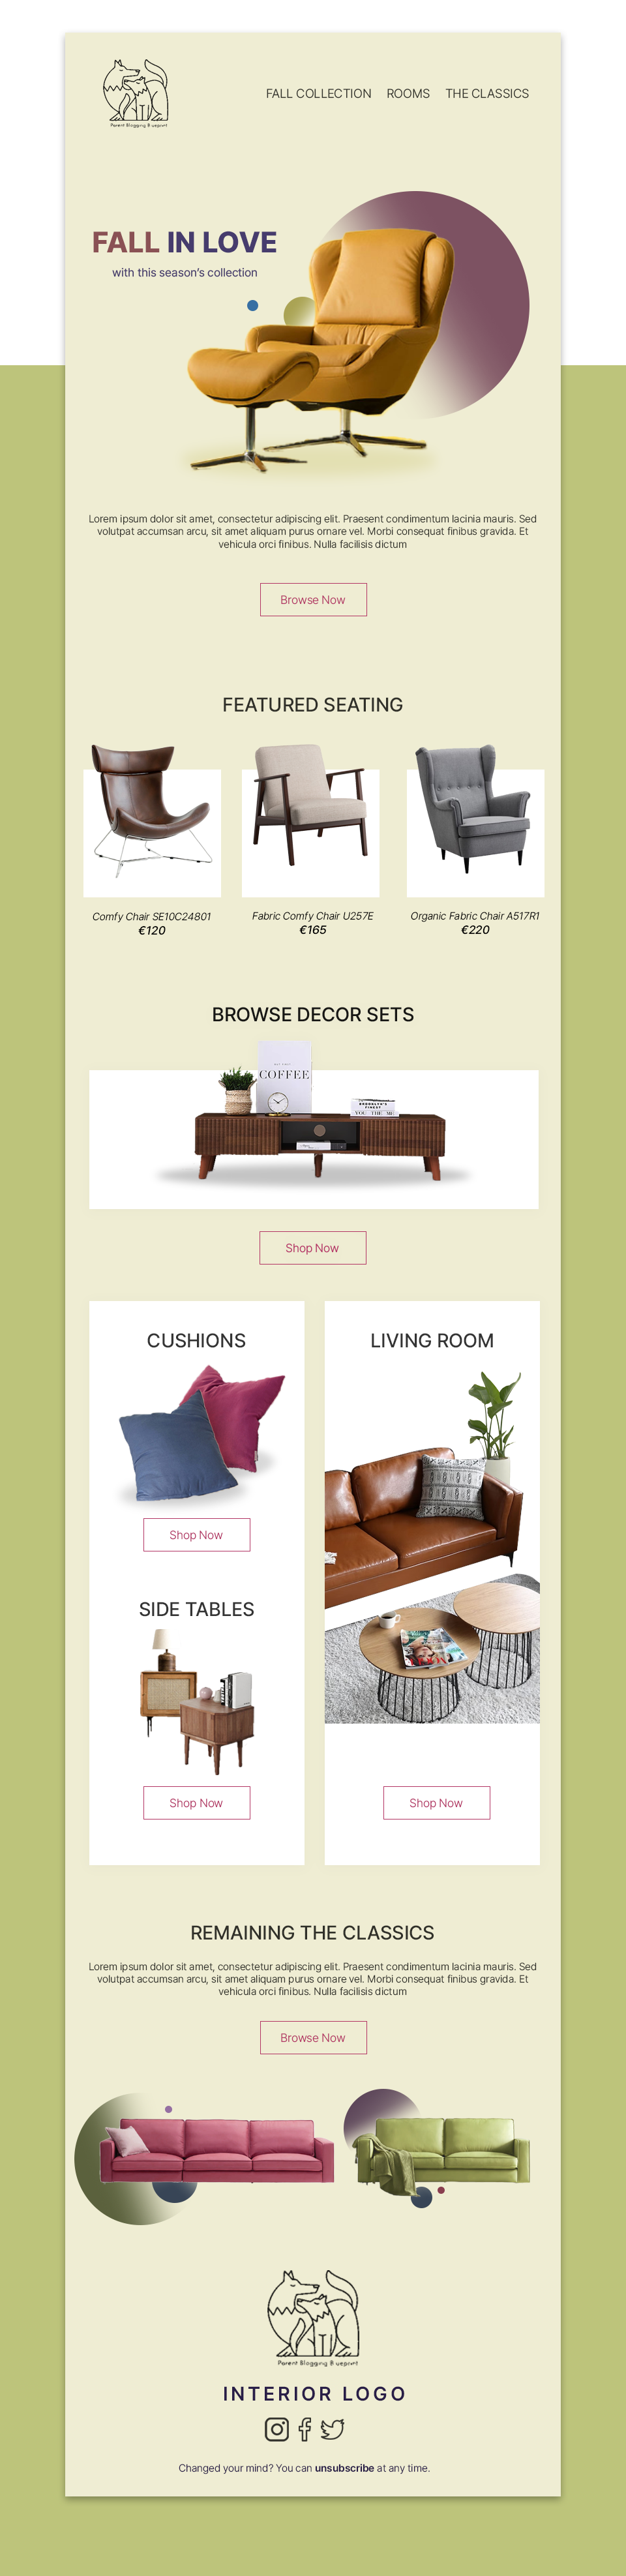 Parent Blogging Blueprint
FALL COLLECTION ROOMS THE CLASSICS
FALL IN LOVE
with this season's collection
Lorem ipsum dolor sit amet, consectetur adipiscing elit. Praesent condimentum lacinia mauris. Sed
volutpat accumsan arcu, sit amet aliquam purus ornare vel. Morbi consequat finibus gravida. Et
vehicula orci finibus. Nulla facilisis dictum
Browse Now
FEATURED SEATING
Comfy Chair SE10C24801
€120
Fabric Comfy Chair U257E
€165
Organic Fabric Chair A517R1
€220
BROWSE DECOR SETS
COFFEE
BROOKLYN'S
FINEST
YOU THE ME
Shop Now
CUSHIONS
Shop Now
SIDE TABLES
Shop Now
LIVING ROOM
Shop Now
REMAINING THE CLASSICS
Lorem ipsum dolor sit amet, consectetur adipiscing elit. Praesent condimentum lacinia mauris. Sed
volutpat accumsan arcu, sit amet aliquam purus ornare vel. Morbi consequat finibus gravida. Et
vehicula orci finibus. Nulla facilisis dictum
Browse Now
Parent Blogging Blueprint
INTERIOR LOGO
Changed your mind? You can unsubscribe at any time.